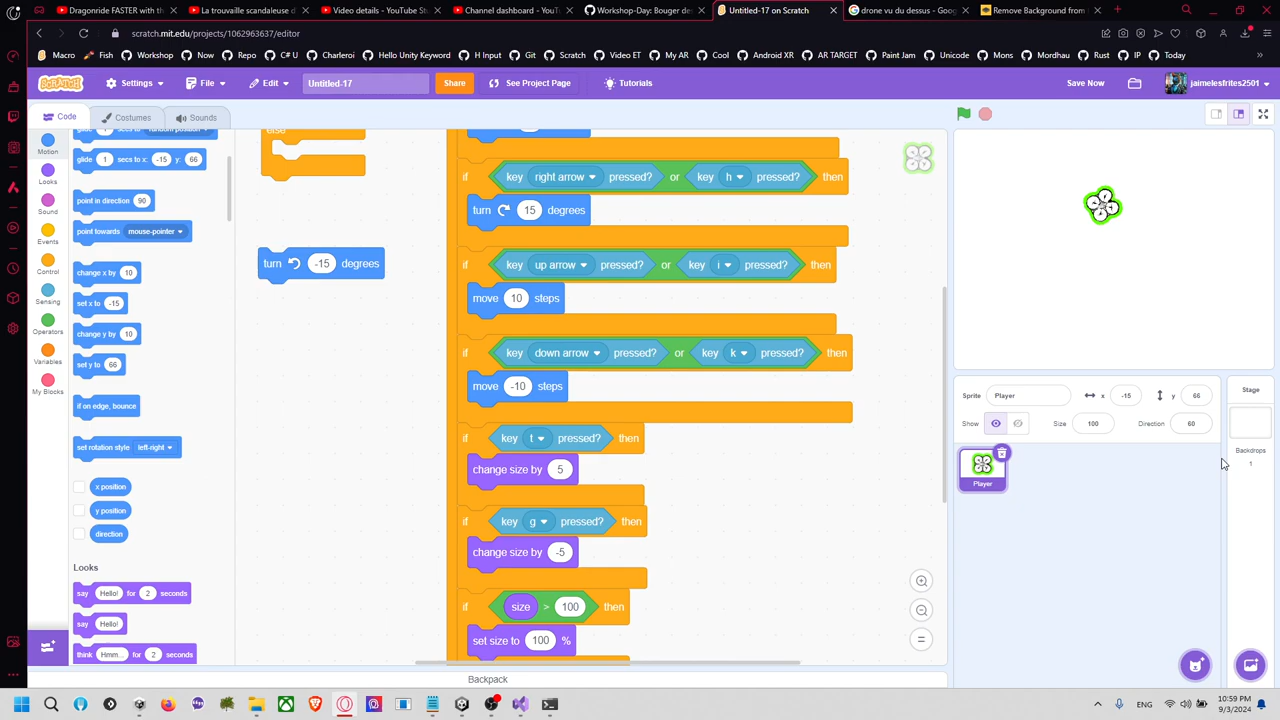 Dragonride FASTER with the
La trouvaille scandaleuse d
Video details - YouTube Stu
Channel dashboard - YouTu
Workshop-Day: Bouger de
Untitled-17 on Scratch
drone vu du dessus - Goog
Remove Background from I
scratch.mit.edu/projects/1062963637/editor
Macro
Fish
Workshop
Now
Repo
C# U
Charleroi
Hello Unity Keyword
H Input
Git
Scratch
Video ET
My AR
Cool
Android XR
AR TARGET
Paint Jam
Unicode
Mons
Mordhau
Rust
IP
Today
SCRATCH
Settings
File
Edit
Untitled-17
Share
See Project Page
Tutorials
Save Now
jaimelesfrites2501
Code
Costumes
Sounds
Motion
Looks
Sound
Events
Control
Sensing
Operators
Variables
My Blocks
glide 1 secs to x: -15 y: 66
point in direction 90
point towards mouse-pointer
change x by 10
set x to -15
change y by 10
set y to 66
if on edge, bounce
set rotation style left-right
x position
y position
direction
Looks
say Hello! for 2 seconds
say Hello!
think Hmm... for 2 seconds
else
turn -15 degrees
if key right arrow pressed? or key h pressed? then
turn 15 degrees
if key up arrow pressed? or key i pressed? then
move 10 steps
if key down arrow pressed? or key k pressed? then
move -10 steps
if key t pressed? then
change size by 5
if key g pressed? then
change size by -5
if size > 100 then
set size to 100 %
Sprite Player x -15 y 66
Show Size 100 Direction 60
Player
Stage
Backdrops
1
Backpack
ENG
10:59 PM
9/3/2024